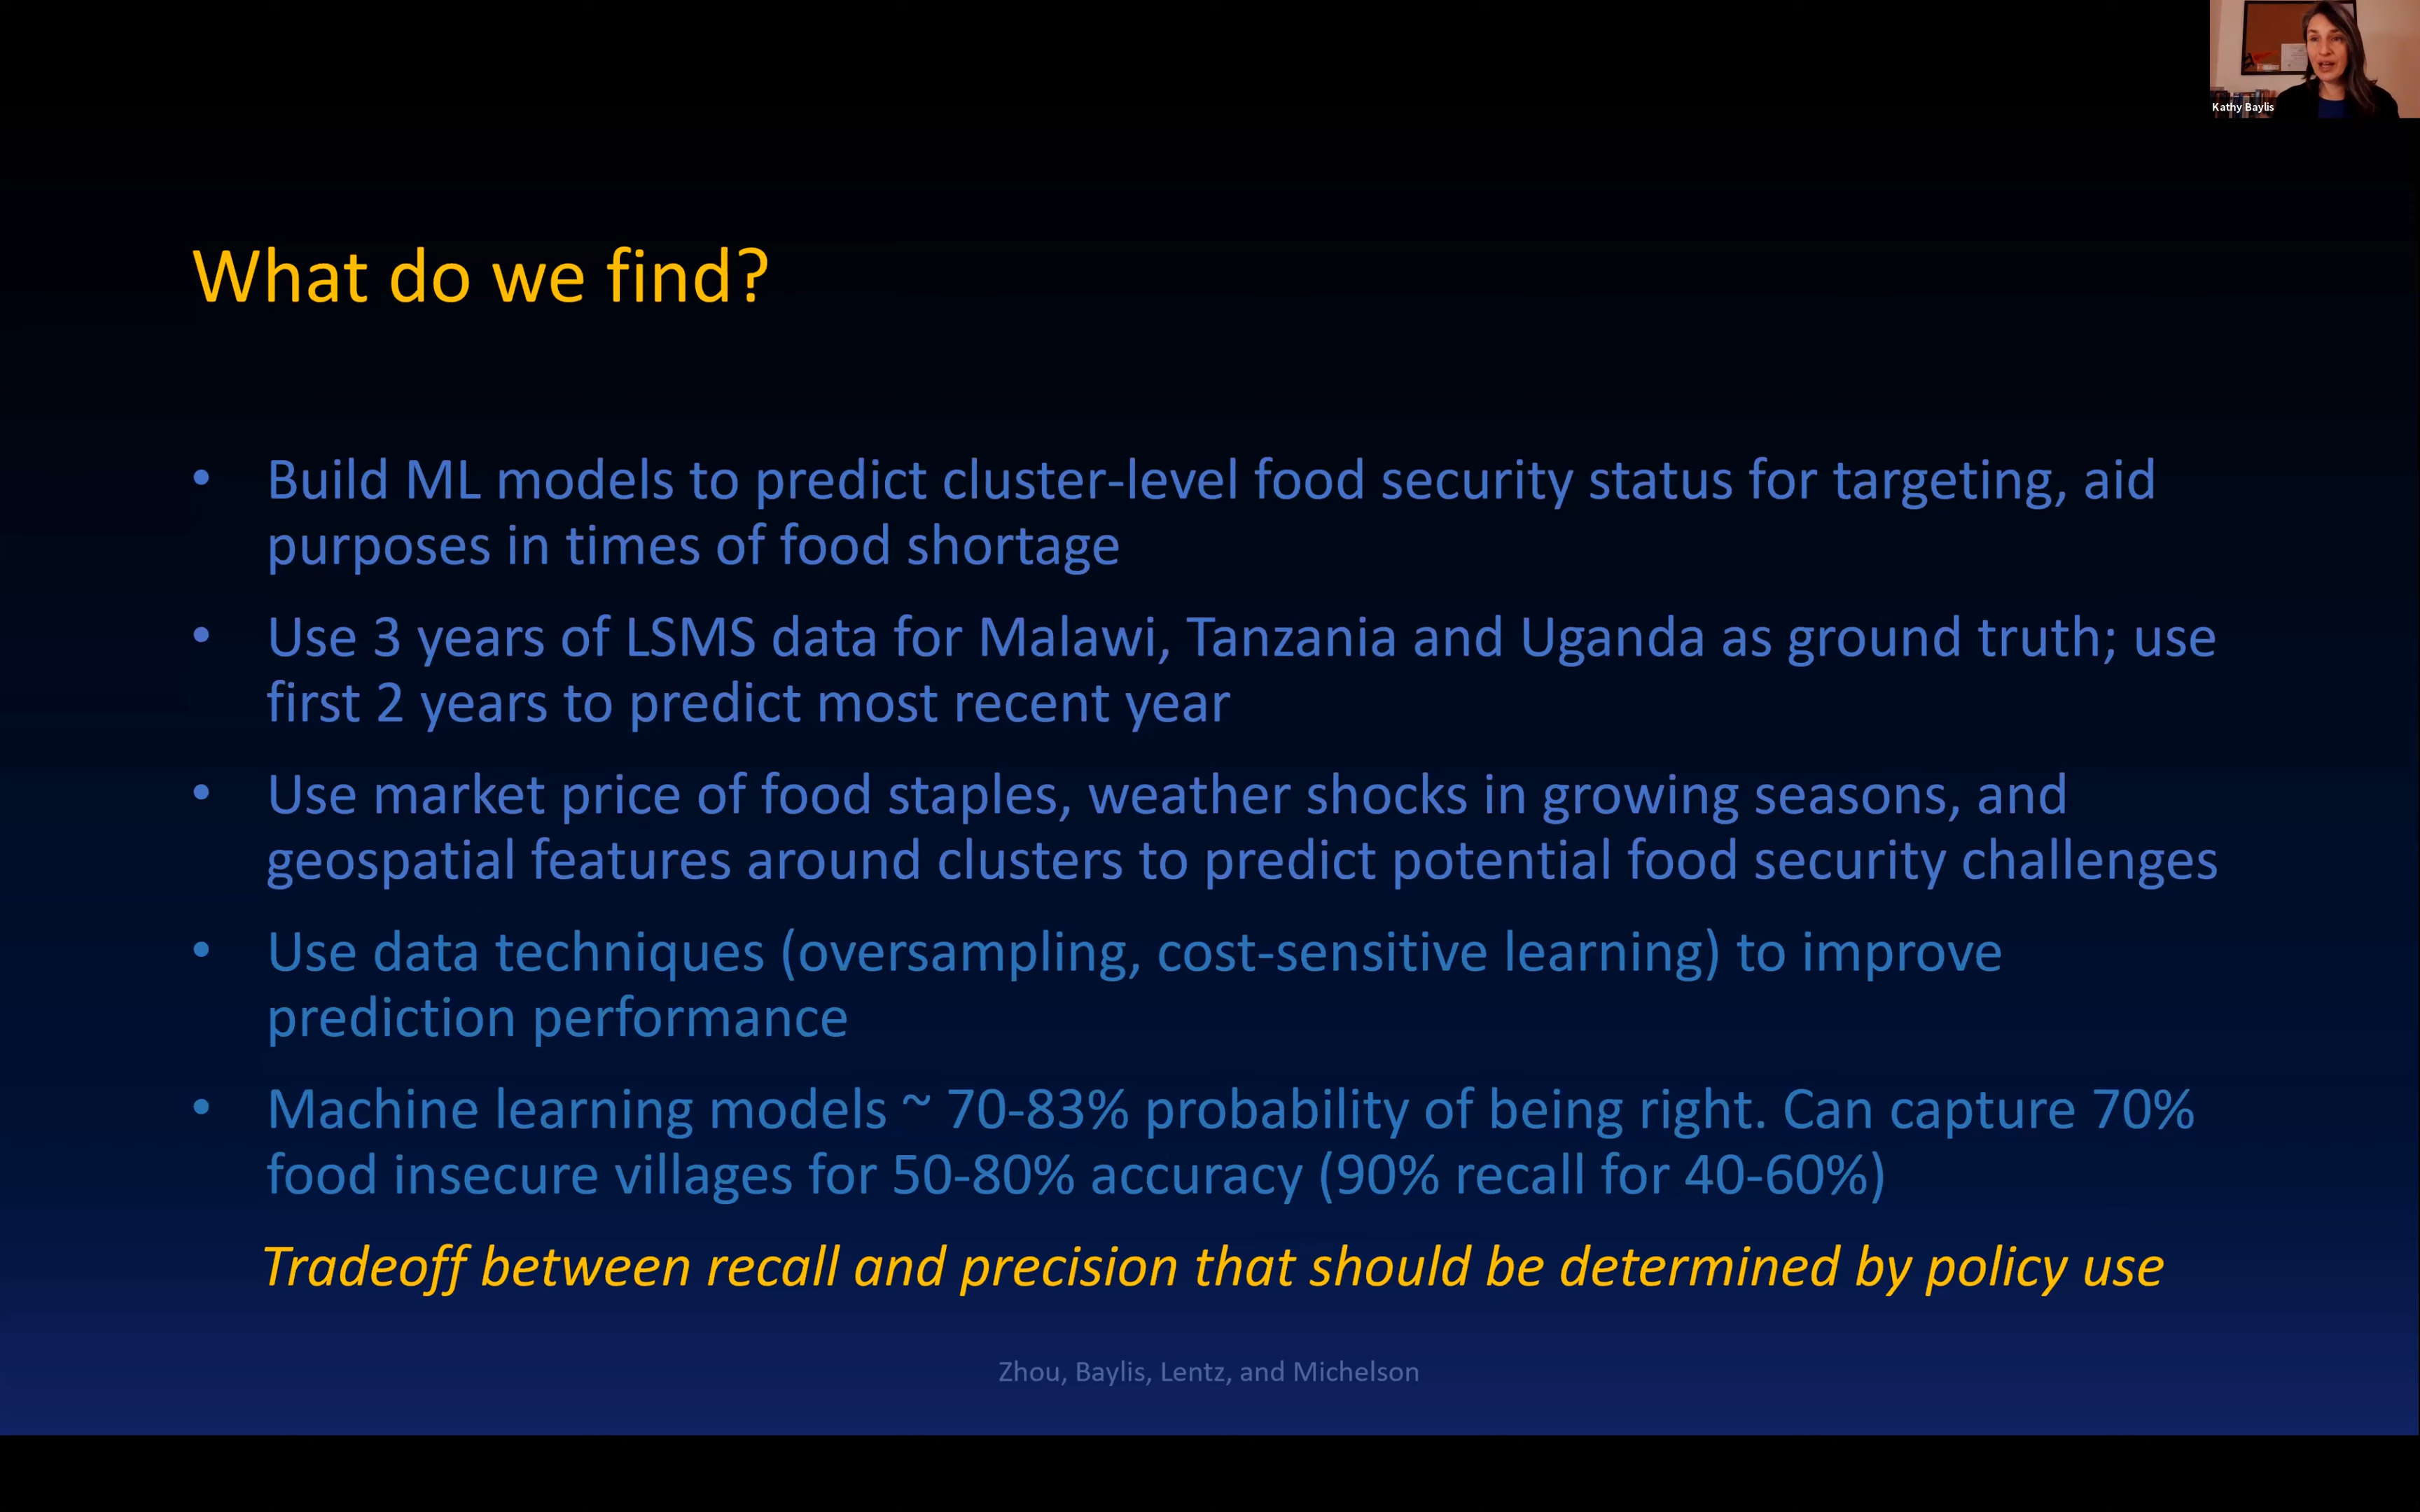 Kathy Baylis
What do we find?
• Build ML models to predict cluster-level food security status for targeting, aid
purposes in times of food shortage
• Use 3 years of LSMS data for Malawi, Tanzania and Uganda as ground truth; use
first 2 years to predict most recent year
• Use market price of food staples, weather shocks in growing seasons, and
geospatial features around clusters to predict potential food security challenges
• Use data techniques (oversampling, cost-sensitive learning) to improve
prediction performance
• Machine learning models ~ 70-83% probability of being right. Can capture 70%
food insecure villages for 50-80% accuracy (90% recall for 40-60%)
Tradeoff between recall and precision that should be determined by policy use
Zhou, Baylis, Lentz, and Michelson